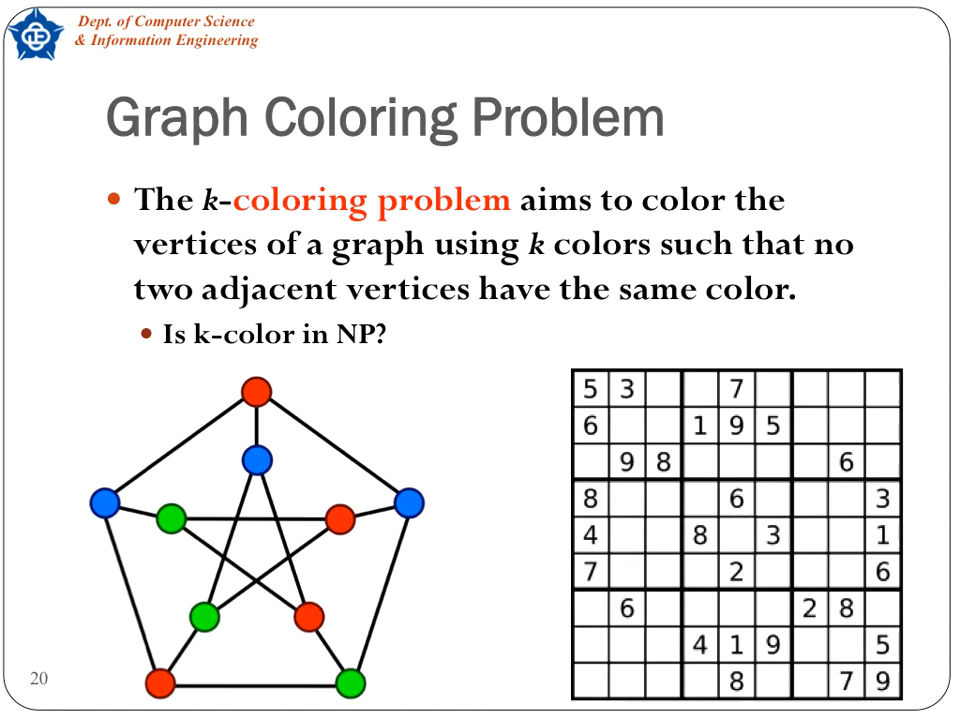 Dept. of Computer Science
& Information Engineering
Graph Coloring Problem
• The k-coloring problem aims to color the
vertices of a graph using k colors such that no
two adjacent vertices have the same color.
• Is k-color in NP?
5 3 7
6 1 9 5
9 8 6
8 6 3
4 8 3 1
7 2 6
6 2 8
4 1 9 5
8 7 9
20